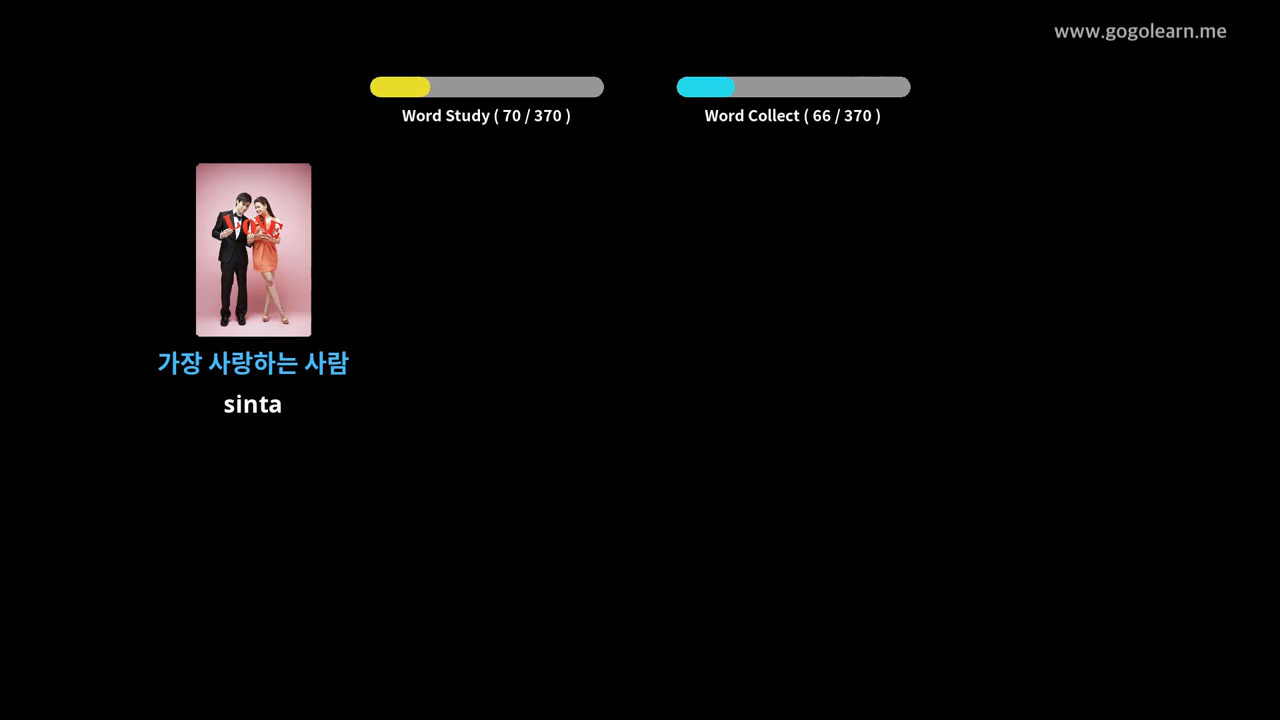 www.gogolearn.me
Word Study ( 70 / 370 )
Word Collect ( 66 / 370 )
LOVE
가장 사랑하는 사람
sinta